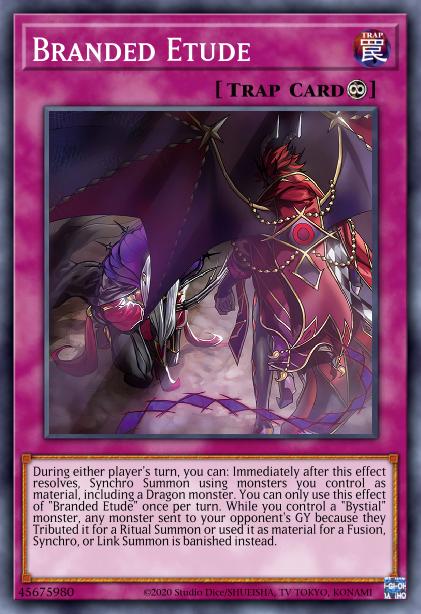 BRANDED ETUDE
TRAP
罠
[TRAP CARD]
During either player's turn, you can: Immediately after this effect
resolves, Synchro Summon using monsters you control as
material, including a Dragon monster. You can only use this effect
of "Branded Etude" once per turn. While you control a "Bystial"
monster, any monster sent to your opponent's GY because they
Tributed it for a Ritual Summon or used it as material for a Fusion,
Synchro, or Link Summon is banished instead.
45675980
©2020 Studio Dice/SHUEISHA, TV TOKYO, KONAMI